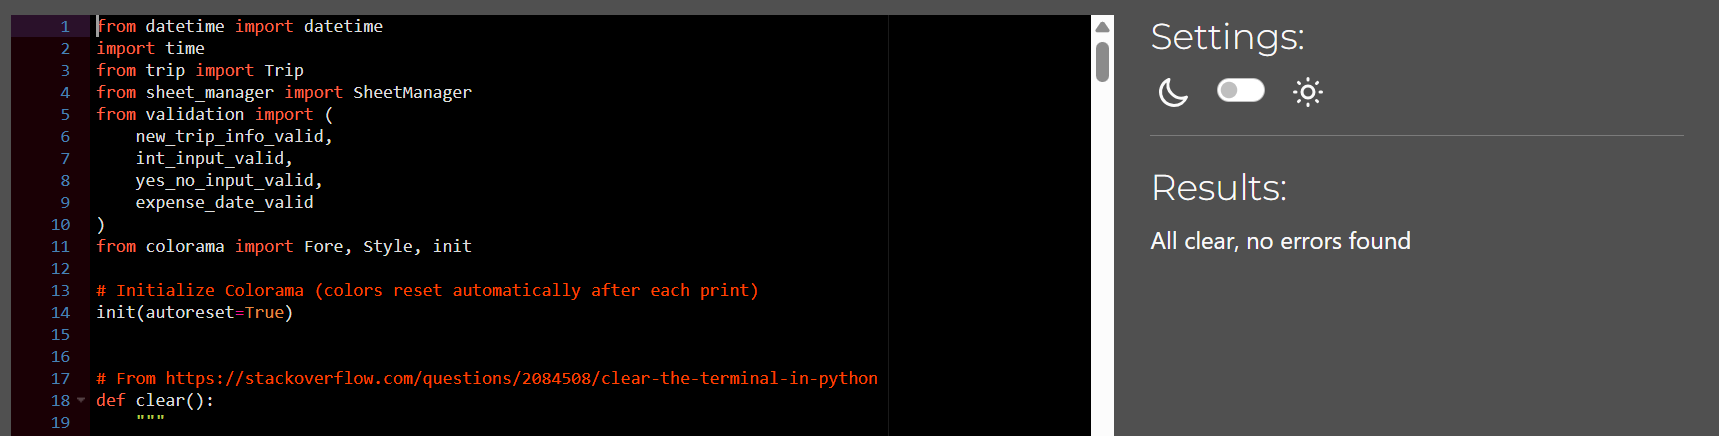 1 from datetime import datetime
2 import time
3 from trip import Trip
4 from sheet_manager import SheetManager
5 from validation import (
6     new_trip_info_valid,
7     int_input_valid,
8     yes_no_input_valid,
9     expense_date_valid
10 )
11 from colorama import Fore, Style, init
12
13 # Initialize Colorama (colors reset automatically after each print)
14 init(autoreset=True)
15
16
17 # From https://stackoverflow.com/questions/2084508/clear-the-terminal-in-python
18 def clear():
19     """
Settings:
Results:
All clear, no errors found